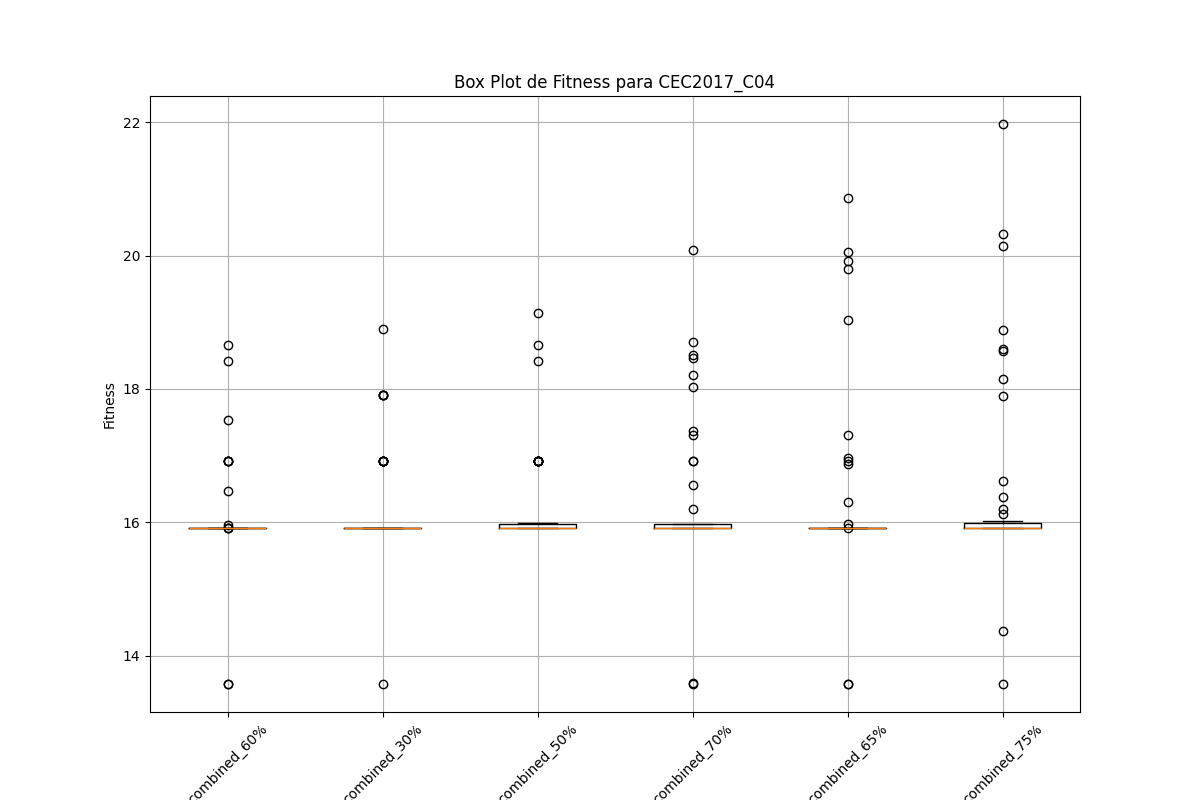 Box Plot de Fitness para CEC2017_C04
Fitness
22
20
18
16
14
combined_60%
combined_30%
combined_50%
combined_70%
combined_65%
combined_75%